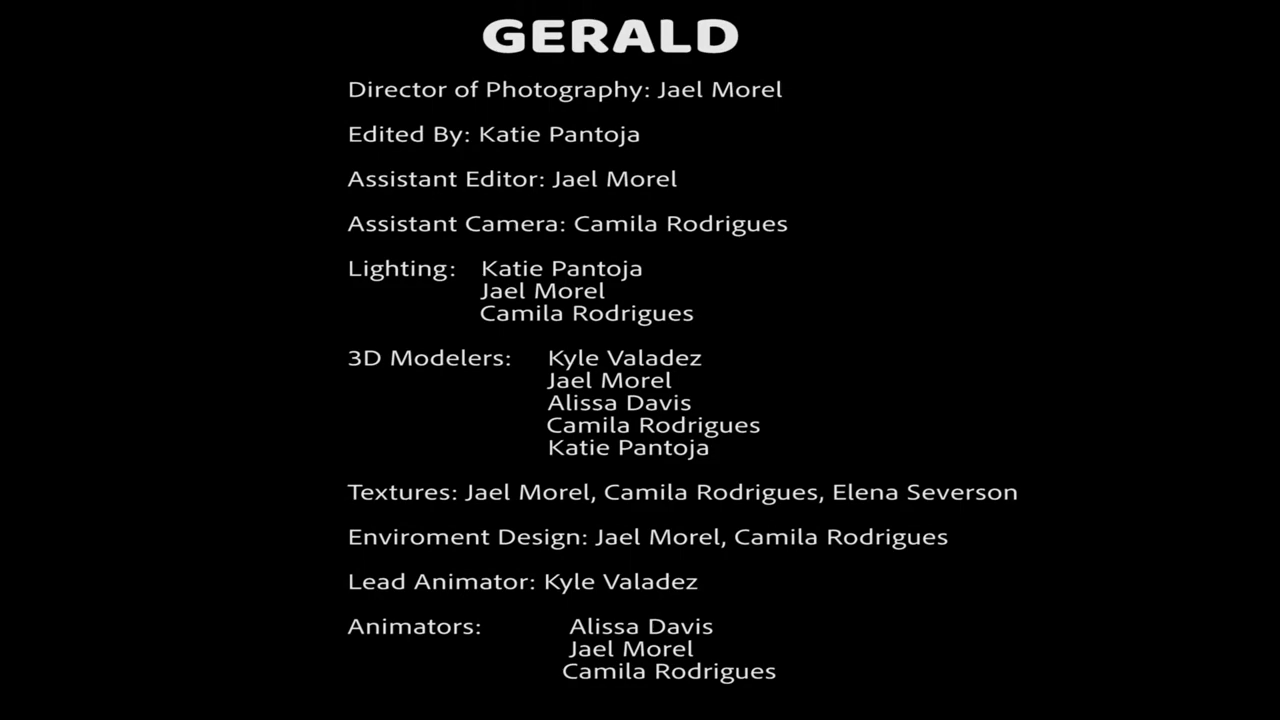 GERALD
Director of Photography: Jael Morel
Edited By: Katie Pantoja
Assistant Editor: Jael Morel
Assistant Camera: Camila Rodrigues
Lighting: Katie Pantoja
Jael Morel
Camila Rodrigues
3D Modelers: Kyle Valadez
Jael Morel
Alissa Davis
Camila Rodrigues
Katie Pantoja
Textures: Jael Morel, Camila Rodrigues, Elena Severson
Enviroment Design: Jael Morel, Camila Rodrigues
Lead Animator: Kyle Valadez
Animators: Alissa Davis
Jael Morel
Camila Rodrigues